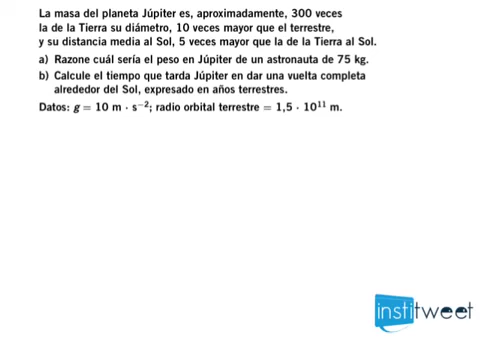 La masa del planeta Júpiter es, aproximadamente, 300 veces
la de la Tierra su diámetro, 10 veces mayor que el terrestre,
y su distancia media al Sol, 5 veces mayor que la de la Tierra al Sol.
a) Razone cuál sería el peso en Júpiter de un astronauta de 75 kg.
b) Calcule el tiempo que tarda Júpiter en dar una vuelta completa
alrededor del Sol, expresado en años terrestres.
Datos: g = 10 m · s⁻²; radio orbital terrestre = 1,5 · 10¹¹ m.
institweet